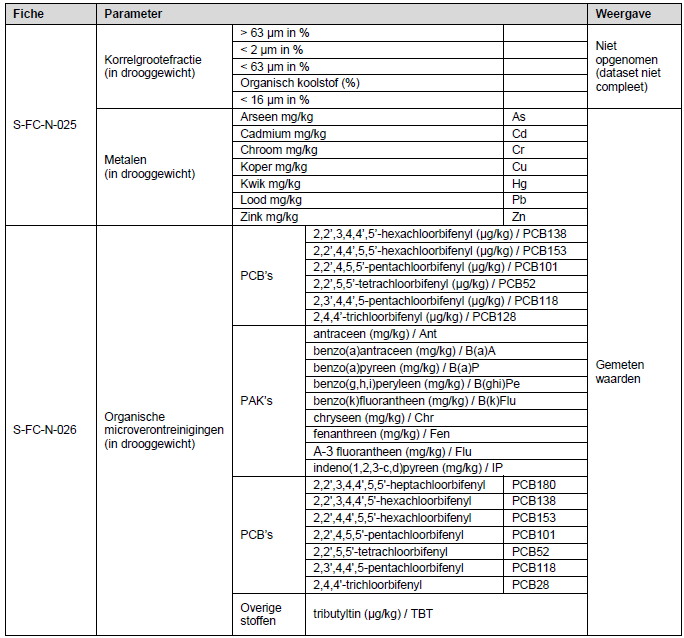 Fiche Parameter Weergave
S-FC-N-025
Korrelgrootefractie
(in drooggewicht)
> 63 µm in %
< 2 µm in %
< 63 µm in %
Organisch koolstof (%)
< 16 µm in %
Niet
opgenomen
(dataset niet
compleet)
Metalen
(in drooggewicht)
Arseen mg/kg As
Cadmium mg/kg Cd
Chroom mg/kg Cr
Koper mg/kg Cu
Kwik mg/kg Hg
Lood mg/kg Pb
Zink mg/kg Zn
Gemeten
waarden
S-FC-N-026
Organische
microverontreinigingen
(in drooggewicht)
PCB's
2,2',3,4,4',5'-hexachloorbifenyl (µg/kg) / PCB138
2,2',4,4',5,5'-hexachloorbifenyl (µg/kg) / PCB153
2,2',4,5,5'-pentachloorbifenyl (µg/kg) / PCB101
2,2',5,5'-tetrachloorbifenyl (µg/kg) / PCB52
2,3',4,4',5-pentachloorbifenyl (µg/kg) / PCB118
2,4,4'-trichloorbifenyl (µg/kg) / PCB128
PAK's
antraceen (mg/kg) / Ant
benzo(a)antraceen (mg/kg) / B(a)A
benzo(a)pyreen (mg/kg) / B(a)P
benzo(g,h,i)peryleen (mg/kg) / B(ghi)Pe
benzo(k)fluorantheen (mg/kg) / B(k)Flu
chryseen (mg/kg) / Chr
fenanthreen (mg/kg) / Fen
A-3 fluorantheen (mg/kg) / Flu
indeno(1,2,3-c,d)pyreen (mg/kg) / IP
PCB's
2,2',3,4,4',5,5'-heptachloorbifenyl PCB180
2,2',3,4,4',5'-hexachloorbifenyl PCB138
2,2',4,4',5,5'-hexachloorbifenyl PCB153
2,2',4,5,5'-pentachloorbifenyl PCB101
2,2',5,5'-tetrachloorbifenyl PCB52
2,3',4,4',5-pentachloorbifenyl PCB118
2,4,4'-trichloorbifenyl PCB28
Overige
stoffen
tributyltin (µg/kg) / TBT